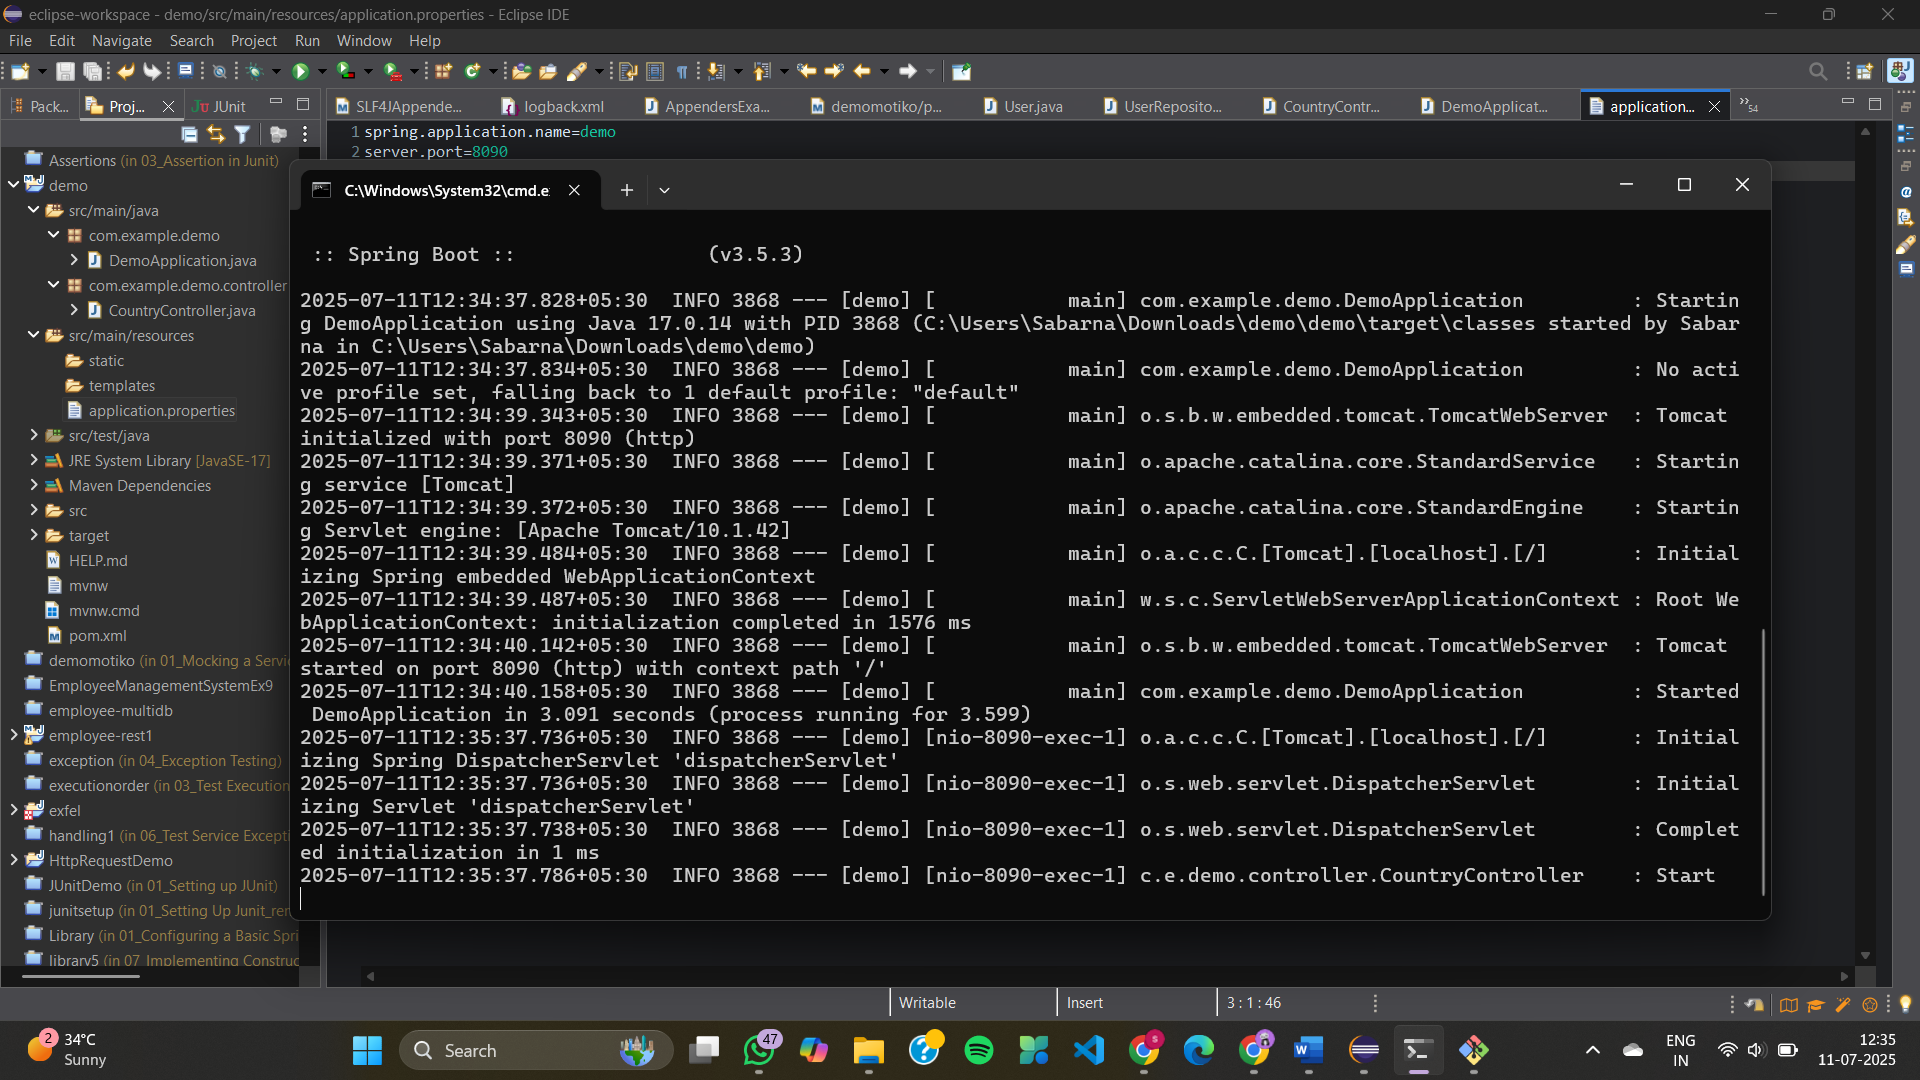 eclipse-workspace - demo/src/main/resources/application.properties - Eclipse IDE
File Edit Navigate Search Project Run Window Help
Pack... Proj... JUnit
SLF4JAppende... logback.xml AppendersExa... demomotiko/p... User.java UserReposito... CountryContr... DemoApplicat... application... 54
1 spring.application.name=demo
2 server.port=8090
Assertions (in 03_Assertion in Junit)
demo
src/main/java
com.example.demo
DemoApplication.java
com.example.demo.controller
CountryController.java
src/main/resources
static
templates
application.properties
src/test/java
JRE System Library [JavaSE-17]
Maven Dependencies
src
target
HELP.md
mvnw
mvnw.cmd
pom.xml
demomotiko (in 01_Mocking a Servi
EmployeeManagementSystemEx9
employee-multidb
employee-rest1
exception (in 04_Exception Testing)
executionorder (in 03_Test Execution
exfel
handling1 (in 06_Test Service Excepti
HttpRequestDemo
JUnitDemo (in 01_Setting up JUnit)
junitsetup (in 01_Setting Up Junit_rer
Library (in 01_Configuring a Basic Spri
library5 (in 07_Implementing Construc
C:\Windows\System32\cmd.e
:: Spring Boot :: (v3.5.3)
2025-07-11T12:34:37.828+05:30  INFO 3868 --- [demo] [           main] com.example.demo.DemoApplication         : Startin
g DemoApplication using Java 17.0.14 with PID 3868 (C:\Users\Sabarna\Downloads\demo\demo\target\classes started by Sabar
na in C:\Users\Sabarna\Downloads\demo\demo)
2025-07-11T12:34:37.834+05:30  INFO 3868 --- [demo] [           main] com.example.demo.DemoApplication         : No acti
ve profile set, falling back to 1 default profile: "default"
2025-07-11T12:34:39.343+05:30  INFO 3868 --- [demo] [           main] o.s.b.w.embedded.tomcat.TomcatWebServer  : Tomcat
initialized with port 8090 (http)
2025-07-11T12:34:39.371+05:30  INFO 3868 --- [demo] [           main] o.apache.catalina.core.StandardService   : Startin
g service [Tomcat]
2025-07-11T12:34:39.372+05:30  INFO 3868 --- [demo] [           main] o.apache.catalina.core.StandardEngine    : Startin
g Servlet engine: [Apache Tomcat/10.1.42]
2025-07-11T12:34:39.484+05:30  INFO 3868 --- [demo] [           main] o.a.c.c.C.[Tomcat].[localhost].[/]       : Initial
izing Spring embedded WebApplicationContext
2025-07-11T12:34:39.487+05:30  INFO 3868 --- [demo] [           main] w.s.c.ServletWebServerApplicationContext : Root We
bApplicationContext: initialization completed in 1576 ms
2025-07-11T12:34:40.142+05:30  INFO 3868 --- [demo] [           main] o.s.b.w.embedded.tomcat.TomcatWebServer  : Tomcat
started on port 8090 (http) with context path '/'
2025-07-11T12:34:40.158+05:30  INFO 3868 --- [demo] [           main] com.example.demo.DemoApplication         : Started
DemoApplication in 3.091 seconds (process running for 3.599)
2025-07-11T12:35:37.736+05:30  INFO 3868 --- [demo] [nio-8090-exec-1] o.a.c.c.C.[Tomcat].[localhost].[/]       : Initial
izing Spring DispatcherServlet 'dispatcherServlet'
2025-07-11T12:35:37.736+05:30  INFO 3868 --- [demo] [nio-8090-exec-1] o.s.web.servlet.DispatcherServlet        : Initial
izing Servlet 'dispatcherServlet'
2025-07-11T12:35:37.738+05:30  INFO 3868 --- [demo] [nio-8090-exec-1] o.s.web.servlet.DispatcherServlet        : Complet
ed initialization in 1 ms
2025-07-11T12:35:37.786+05:30  INFO 3868 --- [demo] [nio-8090-exec-1] c.e.demo.controller.CountryController    : Start
Writable Insert 3 : 1 : 46
2 34°C
Sunny
Search
47
ENG
IN
12:35
11-07-2025